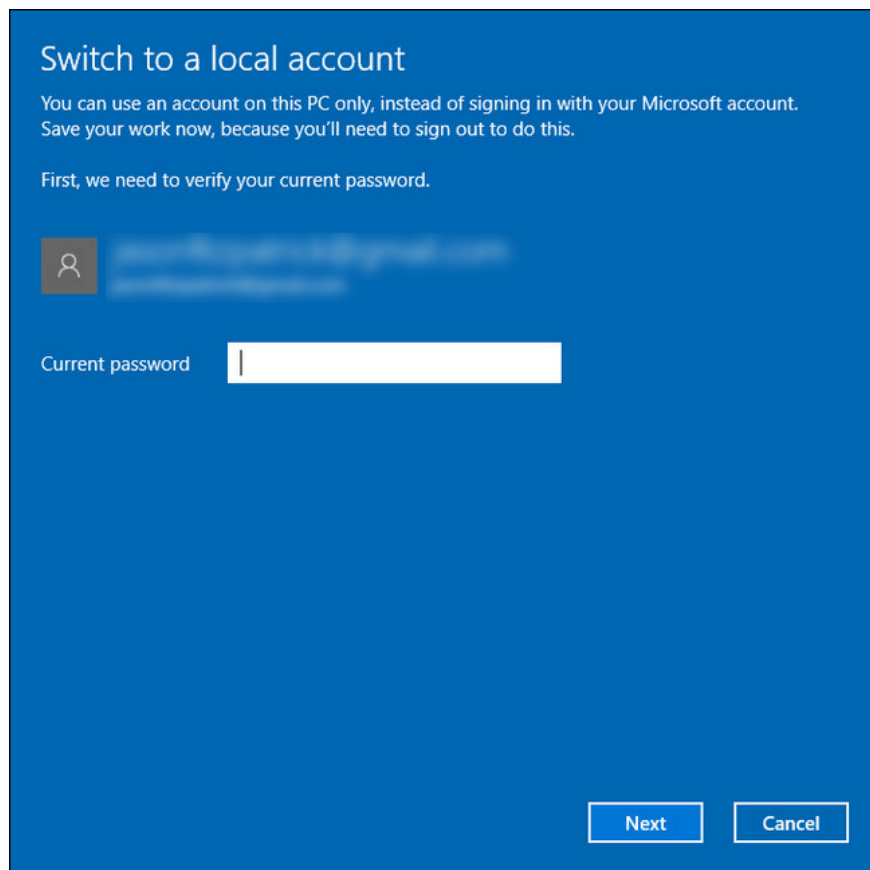 Switch to a local account
You can use an account on this PC only, instead of signing in with your Microsoft account.
Save your work now, because you'll need to sign out to do this.
First, we need to verify your current password.
Current password
Next
Cancel